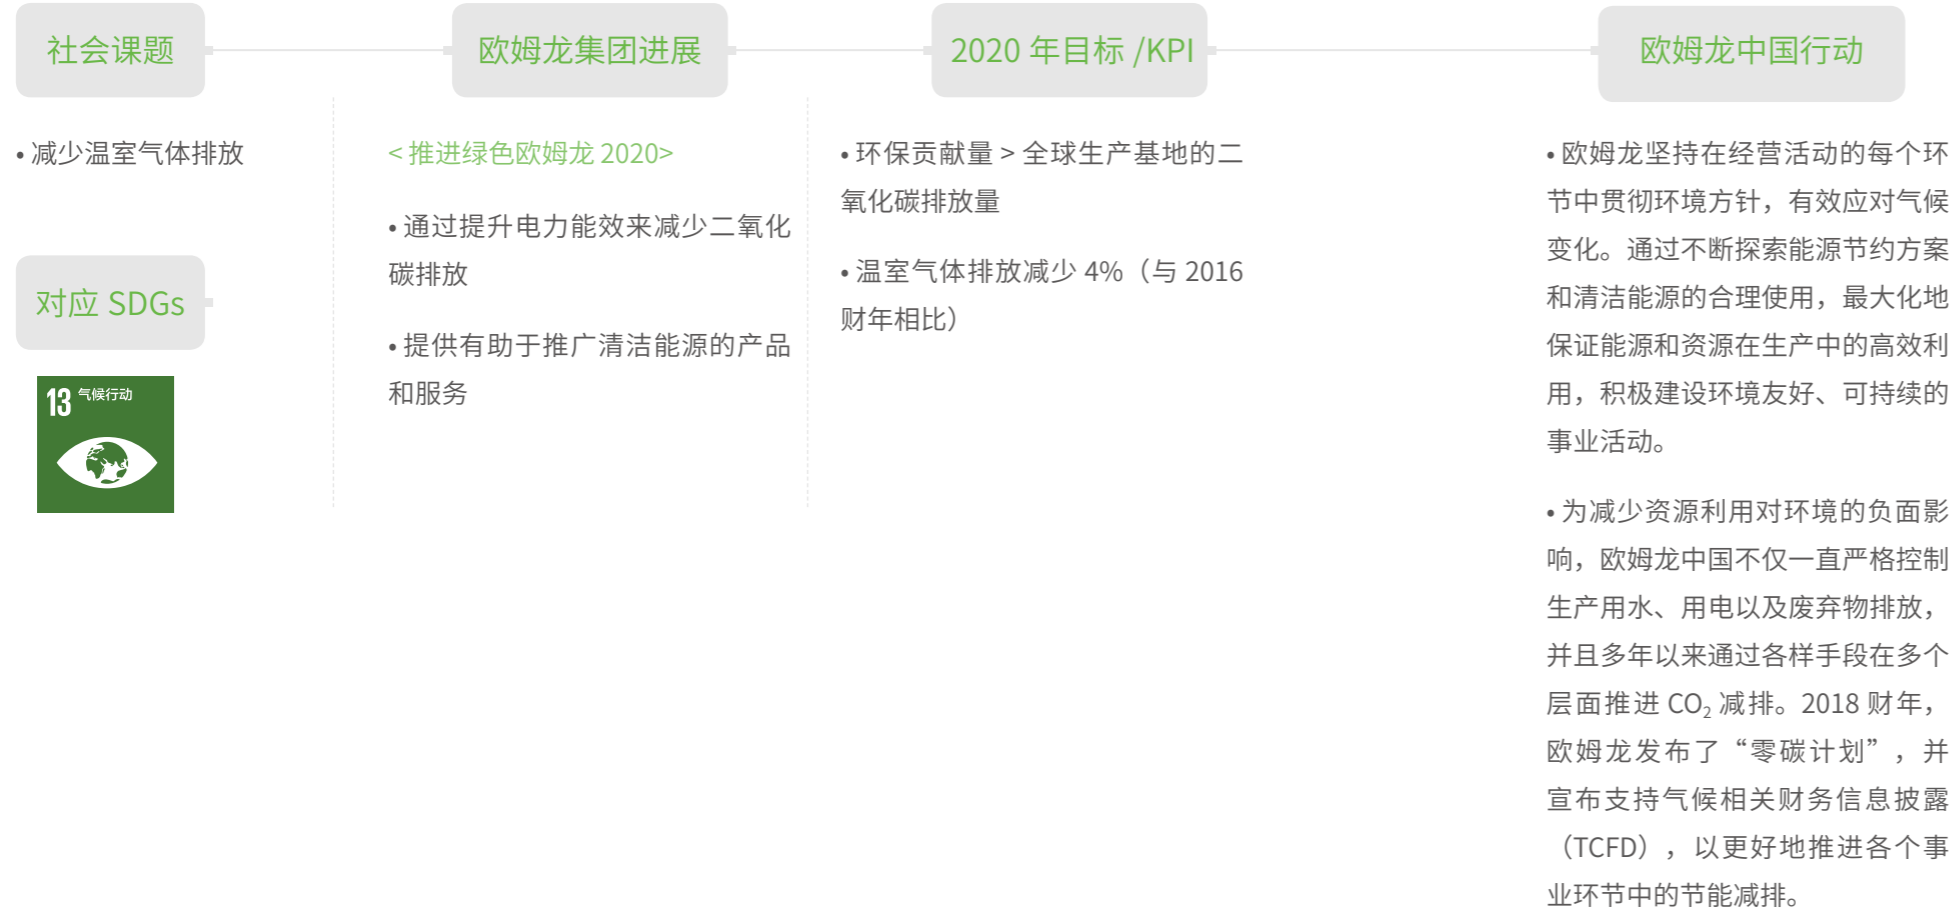 社会课题
• 减少温室气体排放
对应 SDGs
13 气候行动
欧姆龙集团进展
< 推进绿色欧姆龙 2020>
• 通过提升电力能效来减少二氧化
碳排放
• 提供有助于推广清洁能源的产品
和服务
2020 年目标 /KPI
• 环保贡献量 > 全球生产基地的二
氧化碳排放量
• 温室气体排放减少 4%（与 2016
财年相比）
欧姆龙中国行动
• 欧姆龙坚持在经营活动的每个环
节中贯彻环境方针，有效应对气候
变化。通过不断探索能源节约方案
和清洁能源的合理使用，最大化地
保证能源和资源在生产中的高效利
用，积极建设环境友好、可持续的
事业活动。
• 为减少资源利用对环境的负面影
响，欧姆龙中国不仅一直严格控制
生产用水、用电以及废弃物排放，
并且多年以来通过各样手段在多个
层面推进 CO₂ 减排。2018 财年，
欧姆龙发布了“零碳计划”，并
宣布支持气候相关财务信息披露
（TCFD），以更好地推进各个事
业环节中的节能减排。